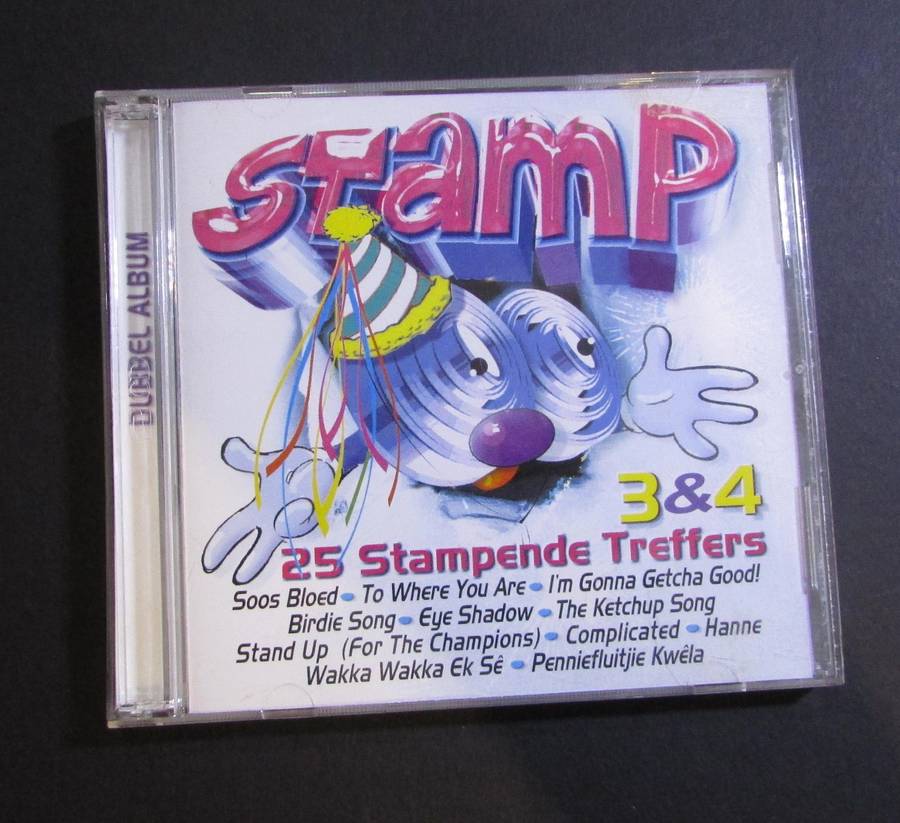 Stamp
DUBBEL ALBUM
3&4
25 Stampende Treffers
Soos Bloed • To Where You Are • I'm Gonna Getcha Good!
Birdie Song • Eye Shadow • The Ketchup Song
Stand Up (For The Champions) • Complicated • Hanne
Wakka Wakka Ek Sê • Penniefluitjie Kwêla